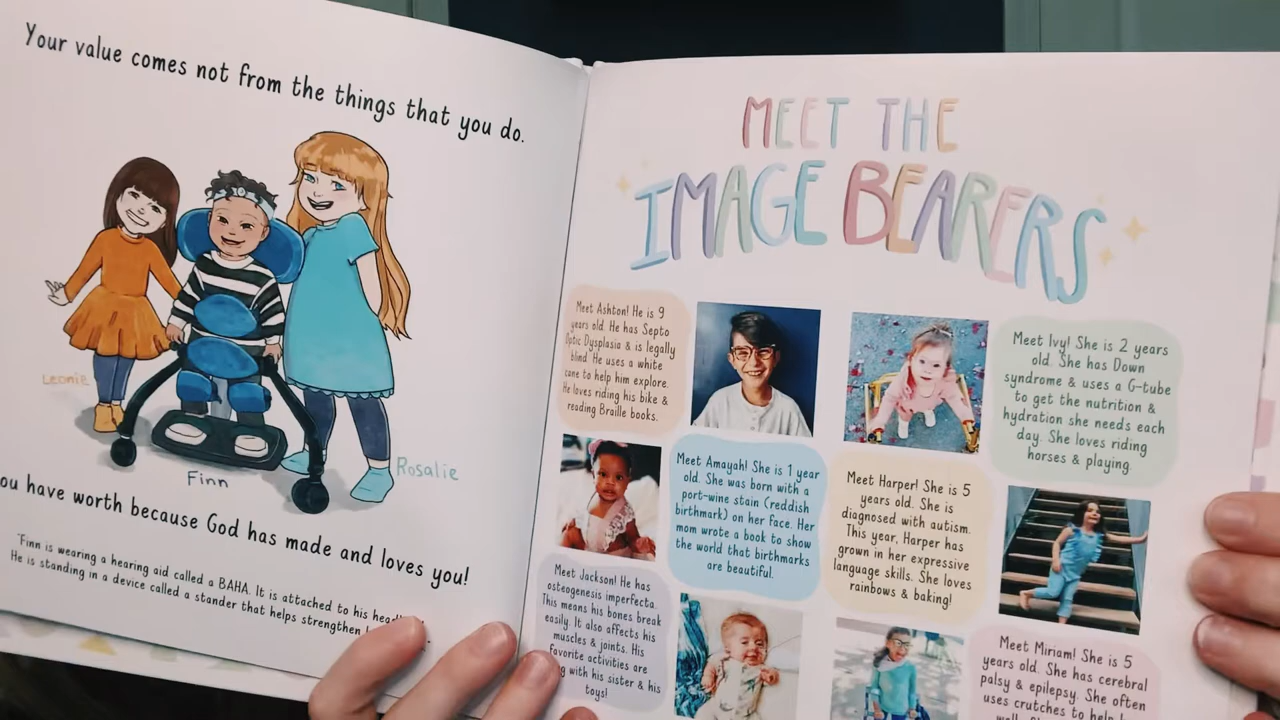 Your value comes not from the things that you do.
10
Leonie
Finn
Rosalie
ou have worth because God has made and loves you!
*Finn is wearing a hearing aid called a BAHA. It is attached to his
He is standing in a device called a stander that helps strengthen
MEET THE
IMAGE BEARERS
Meet Ashton! He is 9
years old. He has Septo
Optic Dysplasia & is legally
blind. He uses a white
cane to help him explore.
He loves riding his bike &
reading Braille books.
Meet Ivy! She is 2 years
old. She has Down
syndrome & uses a G-tube
to get the nutrition &
hydration she needs each
day. She loves riding
horses & playing.
Meet Amayah! She is 1 year
old. She was born with a
port-wine stain (reddish
birthmark) on her face. Her
mom wrote a book to show
the world that birthmarks
are beautiful.
Meet Harper! She is 5
years old. She is
diagnosed with autism.
This year, Harper has
grown in her expressive
language skills. She loves
rainbows & baking!
Meet Jackson! He has
osteogenesis imperfecta.
This means his bones break
easily. It also affects his
muscles & joints. His
favorite activities are
g with his sister & his
toys!
Meet Miriam! She is 5
years old. She has cerebral
palsy & epilepsy. She often
uses crutches to help